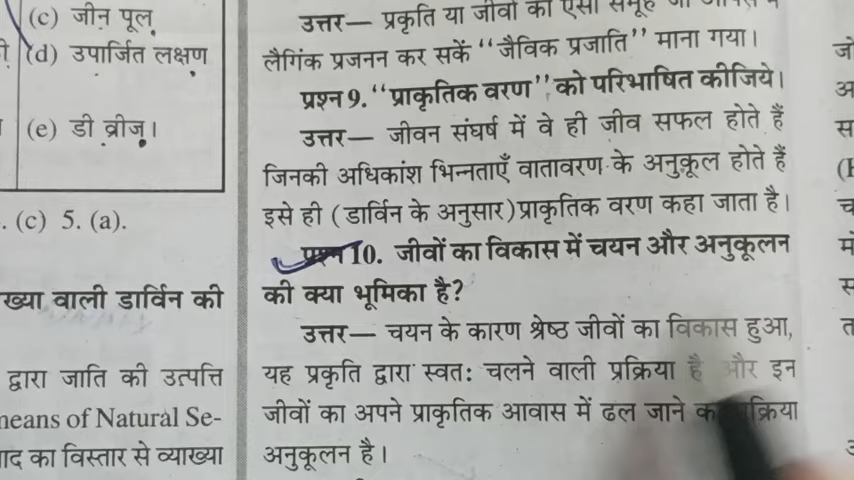 (c) जीन पूल
(d) उपार्जित लक्षण
(e) डी व्रीज।
. (c) 5. (a).
ख्या वाली डार्विन की
द्वारा जाति की उत्पत्ति
means of Natural Se-
वाद का विस्तार से व्याख्या
उत्तर— प्रकृति या जीवों का ऐसा समूह जो आपस में
लैगिंक प्रजनन कर सकें “जैविक प्रजाति” माना गया।
प्रश्न 9. “प्राकृतिक वरण” को परिभाषित कीजिये।
उत्तर— जीवन संघर्ष में वे ही जीव सफल होते हैं
जिनकी अधिकांश भिन्नताएँ वातावरण के अनुकूल होते हैं
इसे ही (डार्विन के अनुसार)प्राकृतिक वरण कहा जाता है।
प्रश्न 10. जीवों का विकास में चयन और अनुकूलन
की क्या भूमिका है?
उत्तर— चयन के कारण श्रेष्ठ जीवों का विकास हुआ,
यह प्रकृति द्वारा स्वत: चलने वाली प्रक्रिया है और इन
जीवों का अपने प्राकृतिक आवास में ढल जाने प्रक्रिया
अनुकूलन है।